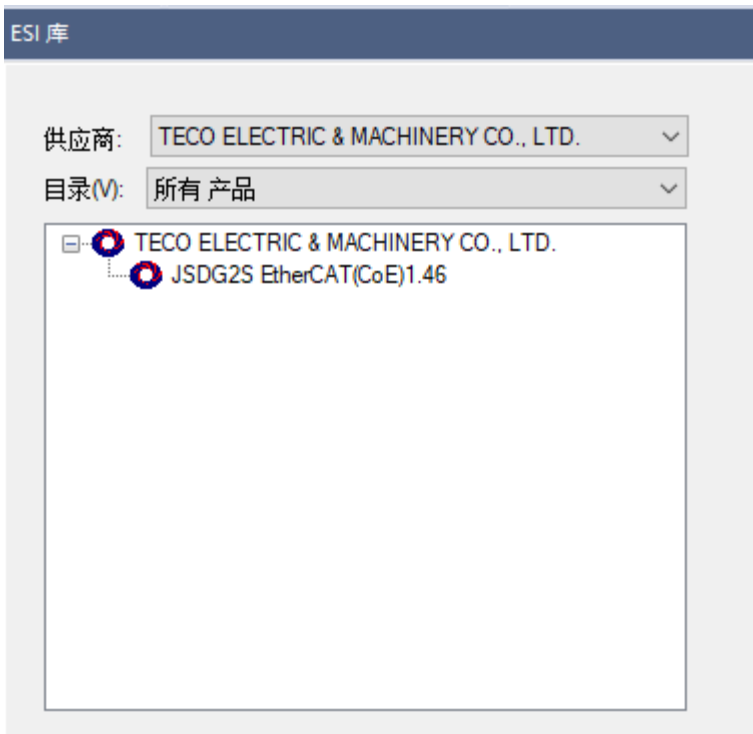 ESI 库
供应商: TECO ELECTRIC & MACHINERY CO., LTD.
目录(V): 所有 产品
TECO ELECTRIC & MACHINERY CO., LTD.
JSDG2S EtherCAT(CoE)1.46